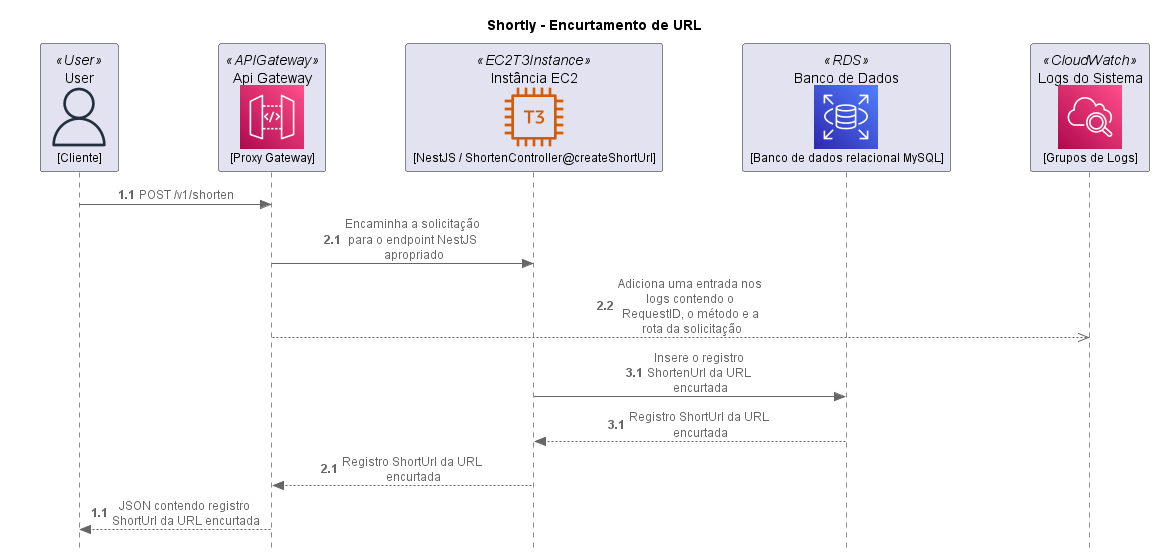 Shortly - Encurtamento de URL
«User»
User
[Cliente]
«APIGateway»
Api Gateway
[Proxy Gateway]
«EC2T3Instance»
Instância EC2
T3
[NestJS / ShortenController@createShortUrl]
«RDS»
Banco de Dados
[Banco de dados relacional MySQL]
«CloudWatch»
Logs do Sistema
[Grupos de Logs]
1.1 POST /v1/shorten
Encaminha a solicitação
2.1 para o endpoint NestJS
apropriado
Adiciona uma entrada nos
logs contendo o
2.2 RequestID, o método e a
rota da solicitação
Insere o registro
3.1 ShortenUrl da URL
encurtada
3.1 Registro ShortUrl da URL
encurtada
2.1 Registro ShortUrl da URL
encurtada
1.1 JSON contendo registro
ShortUrl da URL encurtada